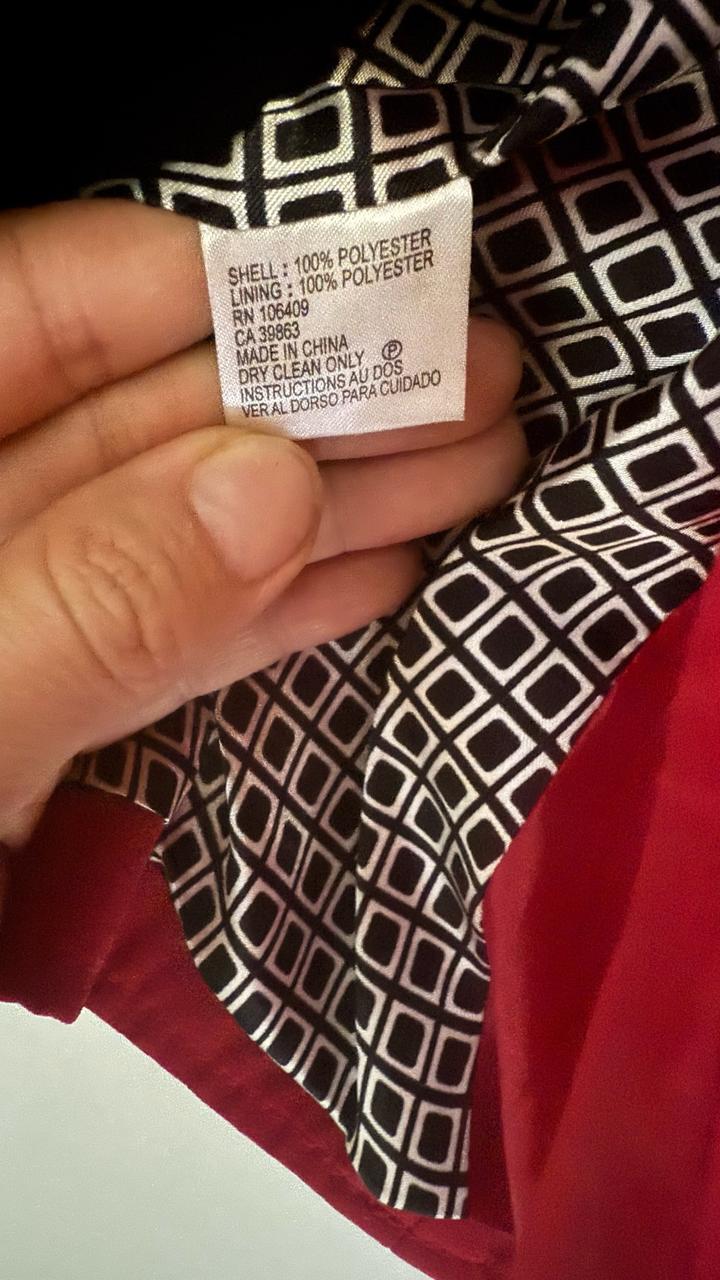 SHELL : 100% POLYESTER
LINING : 100% POLYESTER
RN 106409
CA 39863
MADE IN CHINA
DRY CLEAN ONLY Ⓟ
INSTRUCTIONS AU DOS
VER AL DORSO PARA CUIDADO